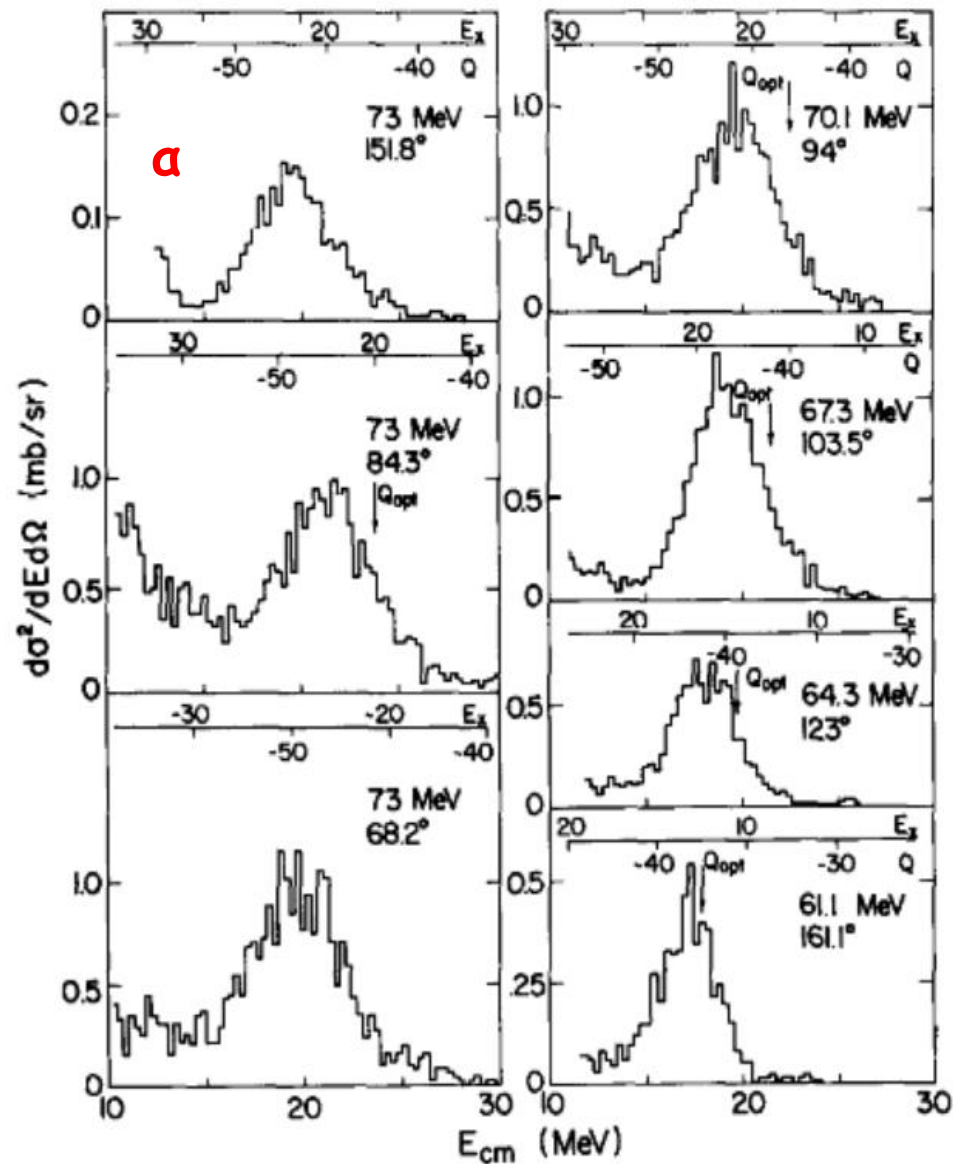 30 20 Eₓ
-50 -40 Q
0.2
0.1
0
73 MeV
151.8°
a
30 20 Eₓ
-50 -40
73 MeV
84.3°
Qopt
1.0
0.5
0
-30 -20 Eₓ
-50 -40
73 MeV
68.2°
1.0
0.5
0
10 20 30
30 20 Eₓ
-50 -40 Q
Qopt
70.1 MeV
94°
1.0
0.5
0
20 10 Eₓ
-50 -40 Q
Qopt
67.3 MeV
103.5°
1.0
0.5
0
20 10 Eₓ
-40 -30
Qopt
64.3 MeV
123°
0.5
0
20 10 Eₓ
-40 -30 Q
Qopt
61.1 MeV
161.1°
0.5
.25
0
10 20 30
dσ²/dEdΩ (mb/sr)
Ecm (MeV)